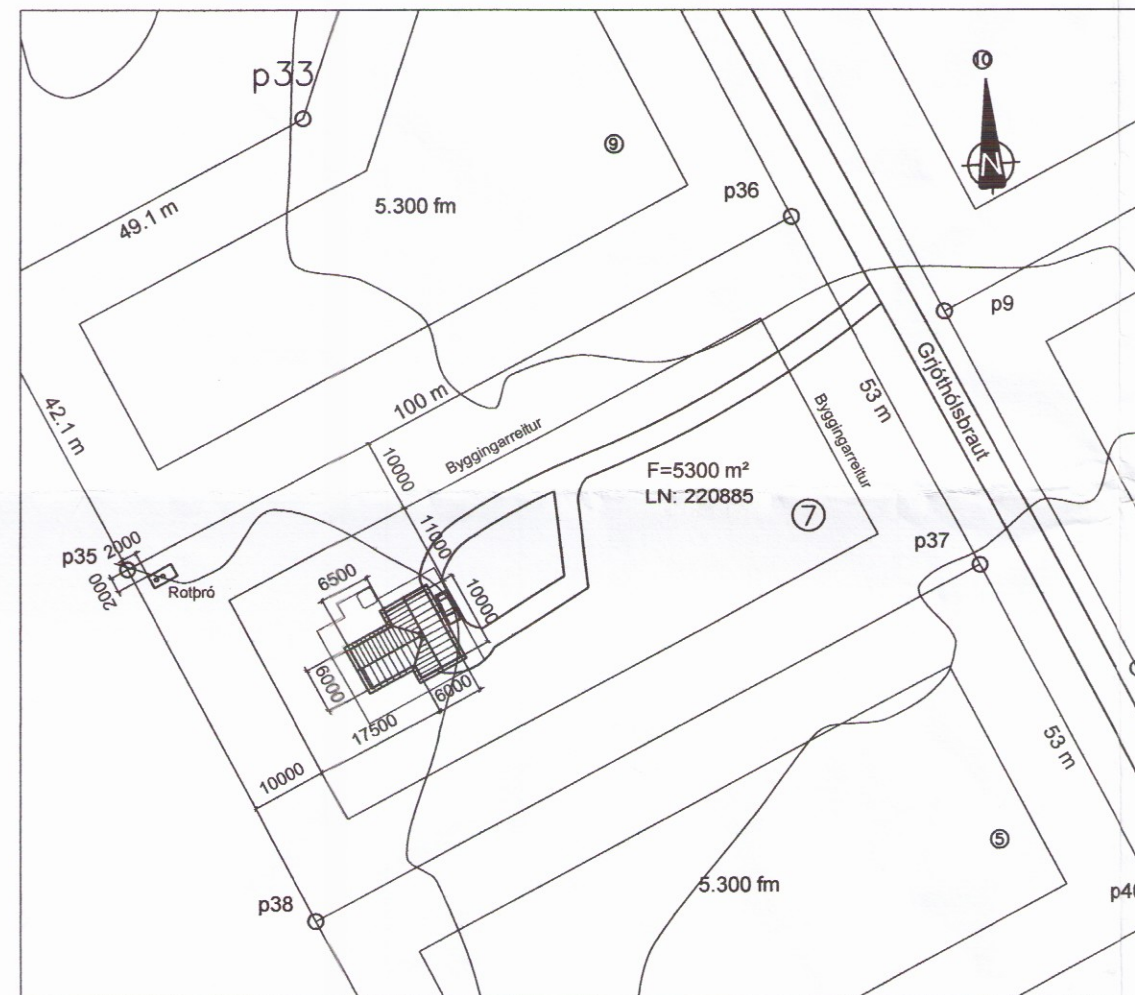 p33
⑩
⑨
N
5.300 fm
p36
49.1 m
p9
Grjóthólsbraut
53 m
42.1 m
100 m
Byggingarreitur
Byggingarreitur
10000
F=5300 m²
LN: 220885
⑦
11000
p37
p35
2000
2000
Rotþró
6500
10000
6000
6000
17500
10000
53 m
⑤
5.300 fm
p38
p40